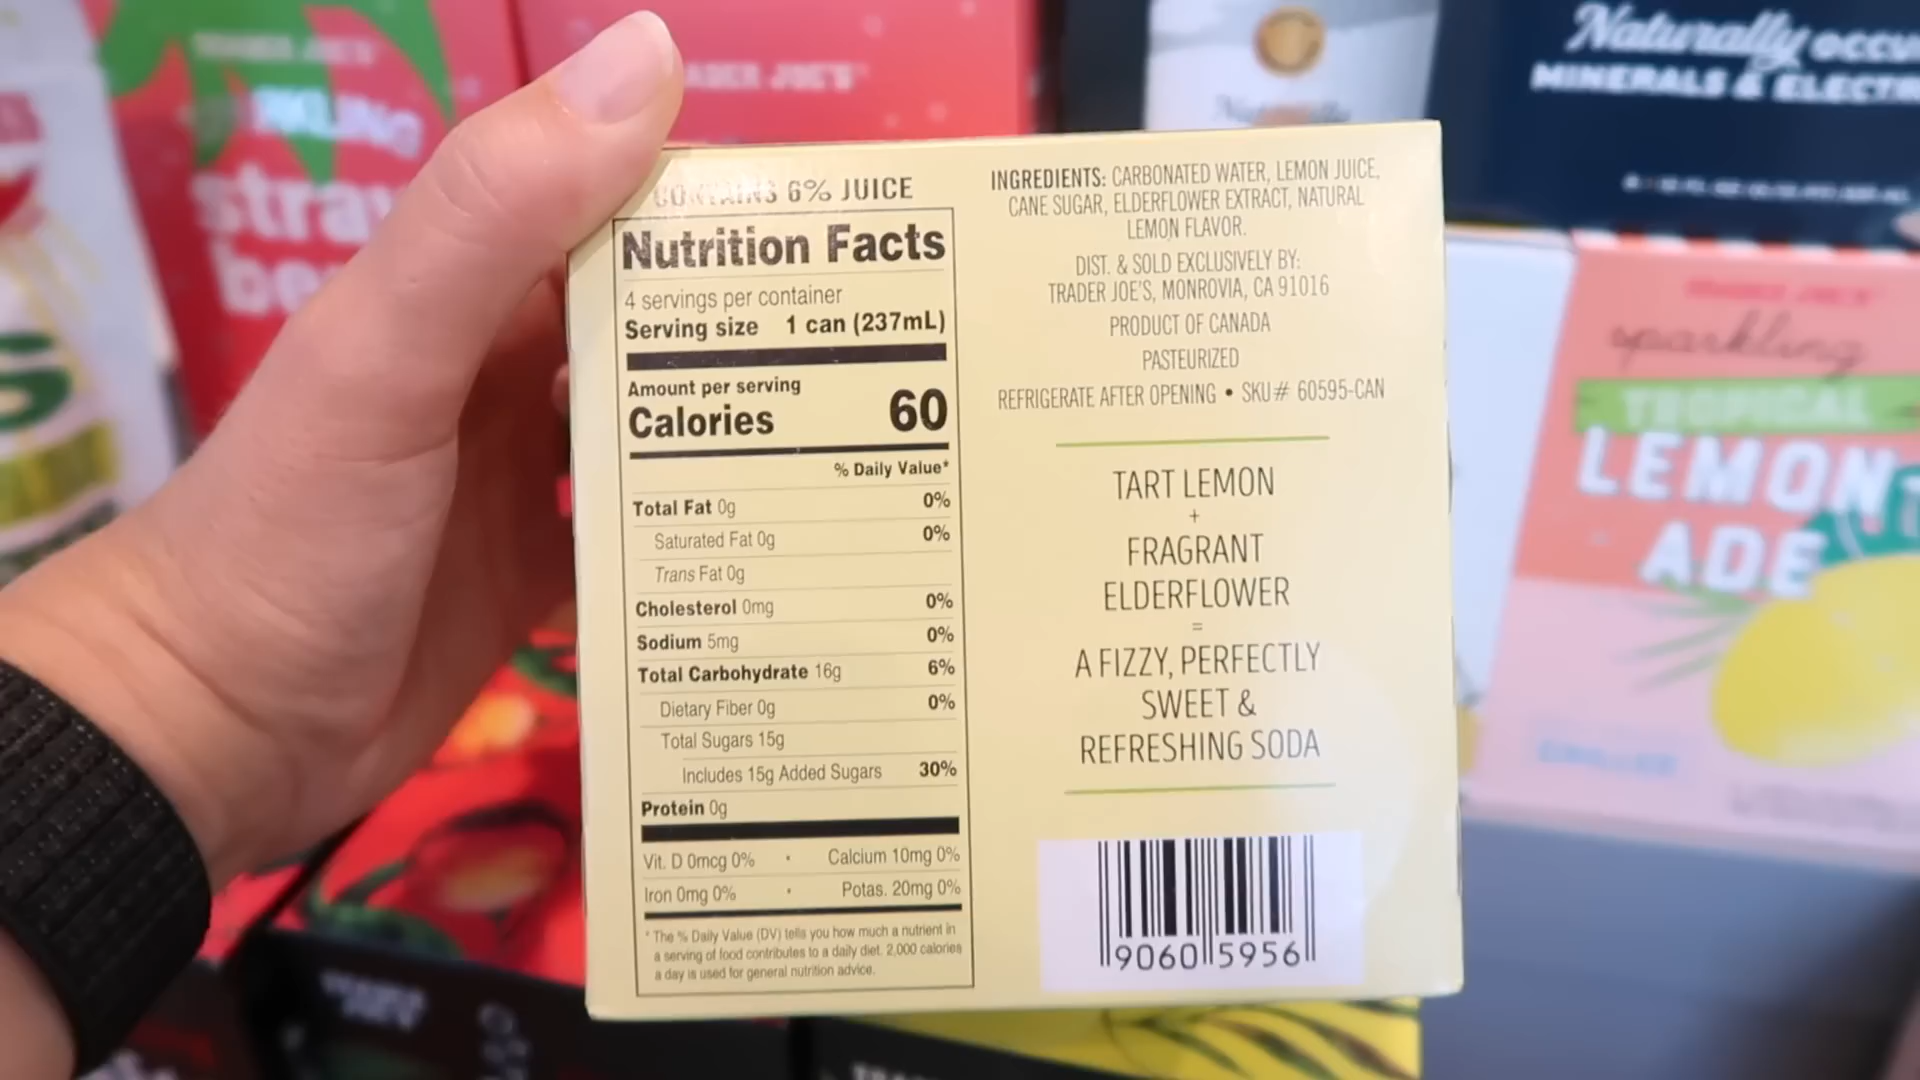 TRADER JOE'S
stra
be
TRADER JOE'S
Naturally
MINERALS &
CONTAINS 6% JUICE
Nutrition Facts
4 servings per container
Serving size 1 can (237mL)
Amount per serving
Calories 60
% Daily Value*
Total Fat 0g 0%
Saturated Fat 0g 0%
Trans Fat 0g
Cholesterol 0mg 0%
Sodium 5mg 0%
Total Carbohydrate 16g 6%
Dietary Fiber 0g 0%
Total Sugars 15g
Includes 15g Added Sugars 30%
Protein 0g
Vit. D 0mcg 0% • Calcium 10mg 0%
Iron 0mg 0% • Potas. 20mg 0%
* The % Daily Value (DV) tells you how much a nutrient in
a serving of food contributes to a daily diet. 2,000 calories
a day is used for general nutrition advice.
INGREDIENTS: CARBONATED WATER, LEMON JUICE,
CANE SUGAR, ELDERFLOWER EXTRACT, NATURAL
LEMON FLAVOR.
DIST. & SOLD EXCLUSIVELY BY:
TRADER JOE'S, MONROVIA, CA 91016
PRODUCT OF CANADA
PASTEURIZED
REFRIGERATE AFTER OPENING • SKU# 60595-CAN
TART LEMON
+
FRAGRANT
ELDERFLOWER
=
A FIZZY, PERFECTLY
SWEET &
REFRESHING SODA
9060 5956
TRADER JOE'S
sparkling
TROPICAL
LEMON
ADE
TRADER
JOE'S